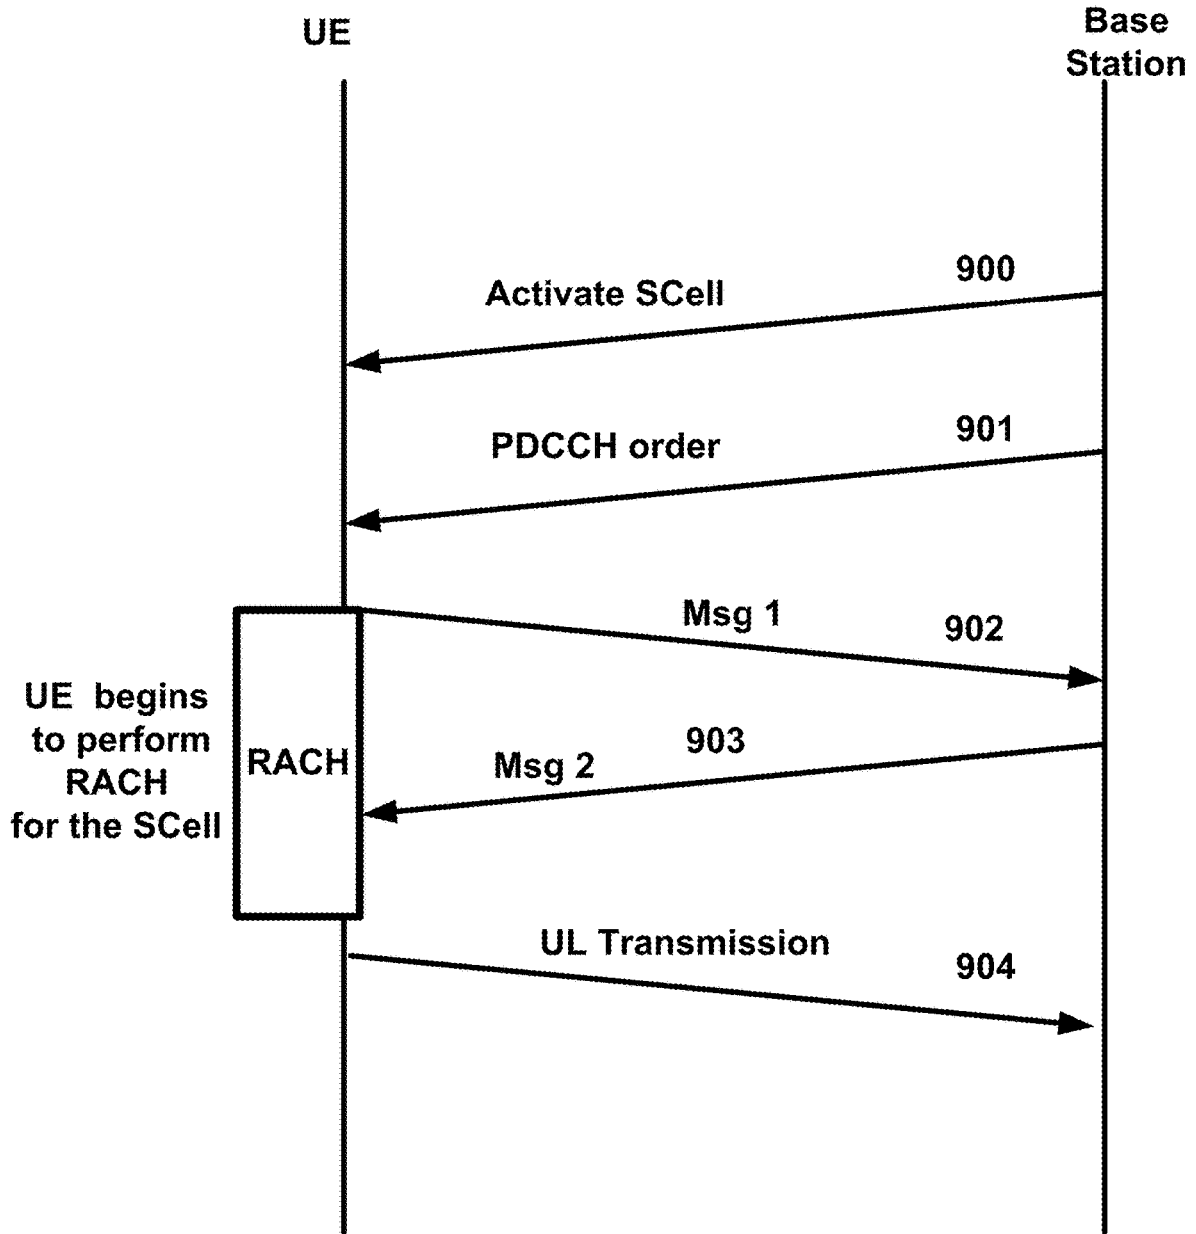 UE
Base
Station
900
Activate SCell
901
PDCCH order
Msg 1
902
UE begins
to perform
RACH
for the SCell
RACH
903
Msg 2
UL Transmission
904